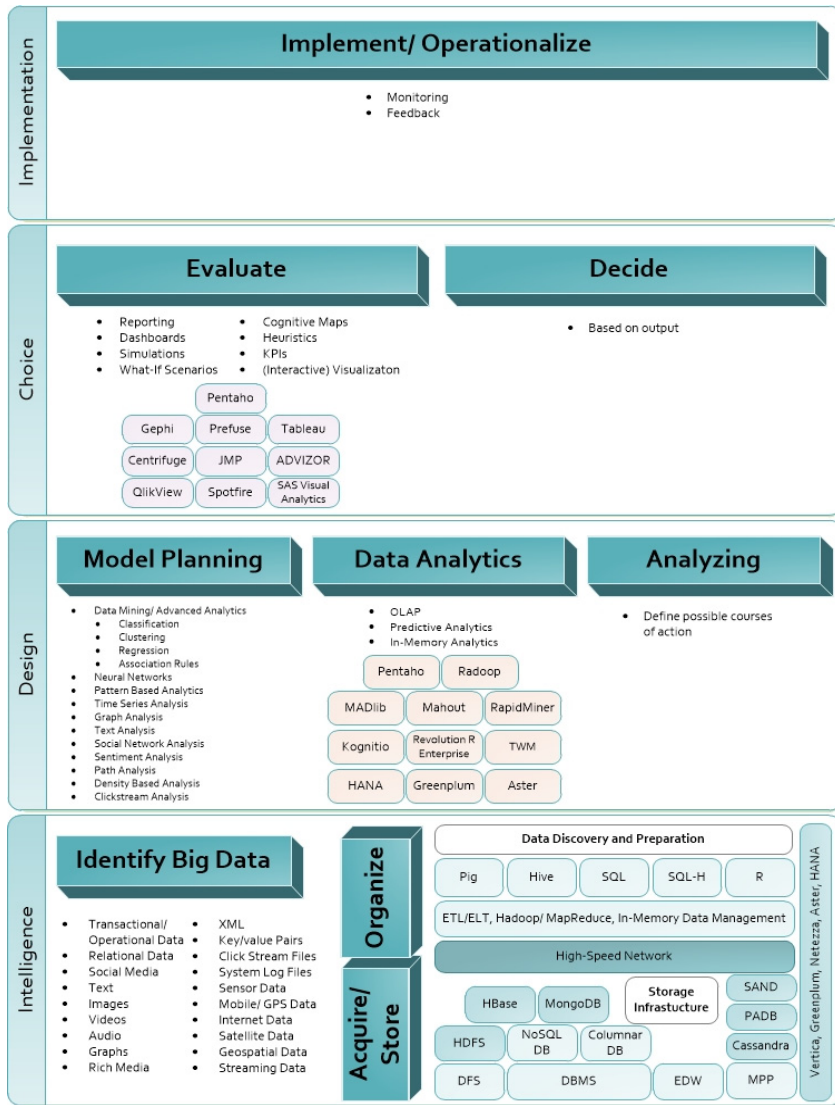 Implementation
Implement/ Operationalize
• Monitoring
• Feedback
Choice
Evaluate
• Reporting
• Dashboards
• Simulations
• What-If Scenarios
• Cognitive Maps
• Heuristics
• KPIs
• (Interactive) Visualizaton
Pentaho
Gephi
Prefuse
Tableau
Centrifuge
JMP
ADVIZOR
QlikView
Spotfire
SAS Visual
Analytics
Decide
• Based on output
Design
Model Planning
• Data Mining/ Advanced Analytics
• Classification
• Clustering
• Regression
• Association Rules
• Neural Networks
• Pattern Based Analytics
• Time Series Analysis
• Graph Analysis
• Text Analysis
• Social Network Analysis
• Sentiment Analysis
• Path Analysis
• Density Based Analysis
• Clickstream Analysis
Data Analytics
• OLAP
• Predictive Analytics
• In-Memory Analytics
Pentaho
Radoop
MADlib
Mahout
RapidMiner
Kognitio
Revolution R
Enterprise
TWM
HANA
Greenplum
Aster
Analyzing
• Define possible courses
of action
Intelligence
Identify Big Data
• Transactional/
Operational Data
• Relational Data
• Social Media
• Text
• Images
• Videos
• Audio
• Graphs
• Rich Media
• XML
• Key/value Pairs
• Click Stream Files
• System Log Files
• Sensor Data
• Mobile/ GPS Data
• Internet Data
• Satellite Data
• Geospatial Data
• Streaming Data
Organize
Acquire/
Store
Data Discovery and Preparation
Pig
Hive
SQL
SQL-H
R
ETL/ELT, Hadoop/ MapReduce, In-Memory Data Management
High-Speed Network
HBase
MongoDB
Storage
Infrastucture
SAND
PADB
HDFS
NoSQL
DB
Columnar
DB
Cassandra
DFS
DBMS
EDW
MPP
Vertica, Greenplum, Netezza, Aster, HANA